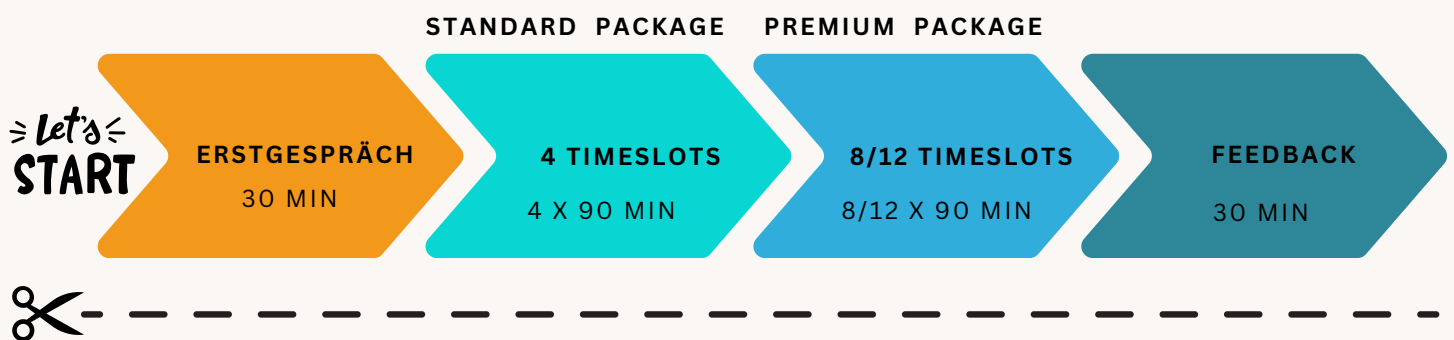 STANDARD PACKAGE
PREMIUM PACKAGE
Let's
START
ERSTGESPRÄCH
30 MIN
4 TIMESLOTS
4 X 90 MIN
8/12 TIMESLOTS
8/12 X 90 MIN
FEEDBACK
30 MIN